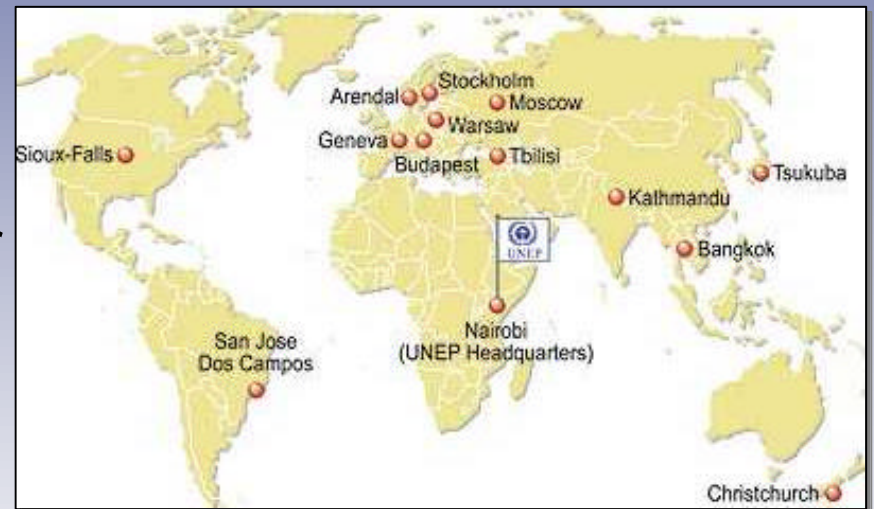 Stockholm
Arendal
Moscow
Warsaw
Geneva
Sioux-Falls
Budapest
Tbilisi
Tsukuba
Kathmandu
UNEP
Bangkok
Nairobi
(UNEP Headquarters)
San Jose
Dos Campos
Christchurch